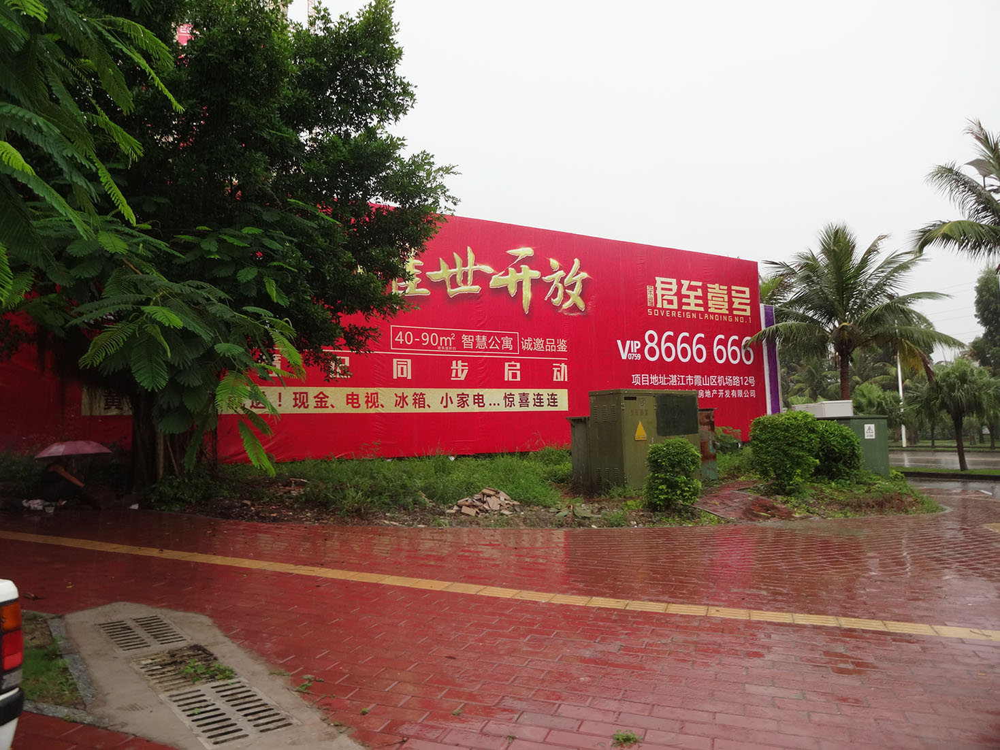 世开放
40-90㎡ 智慧公寓 诚邀品鉴
同步启动
送！现金、电视、冰箱、小家电...惊喜连连
荣福
君至壹号
SOVEREIGN LANDING NO.1
VIP 0759 8666 666
项目地址:湛江市霞山区机场路12号
房地产开发有限公司